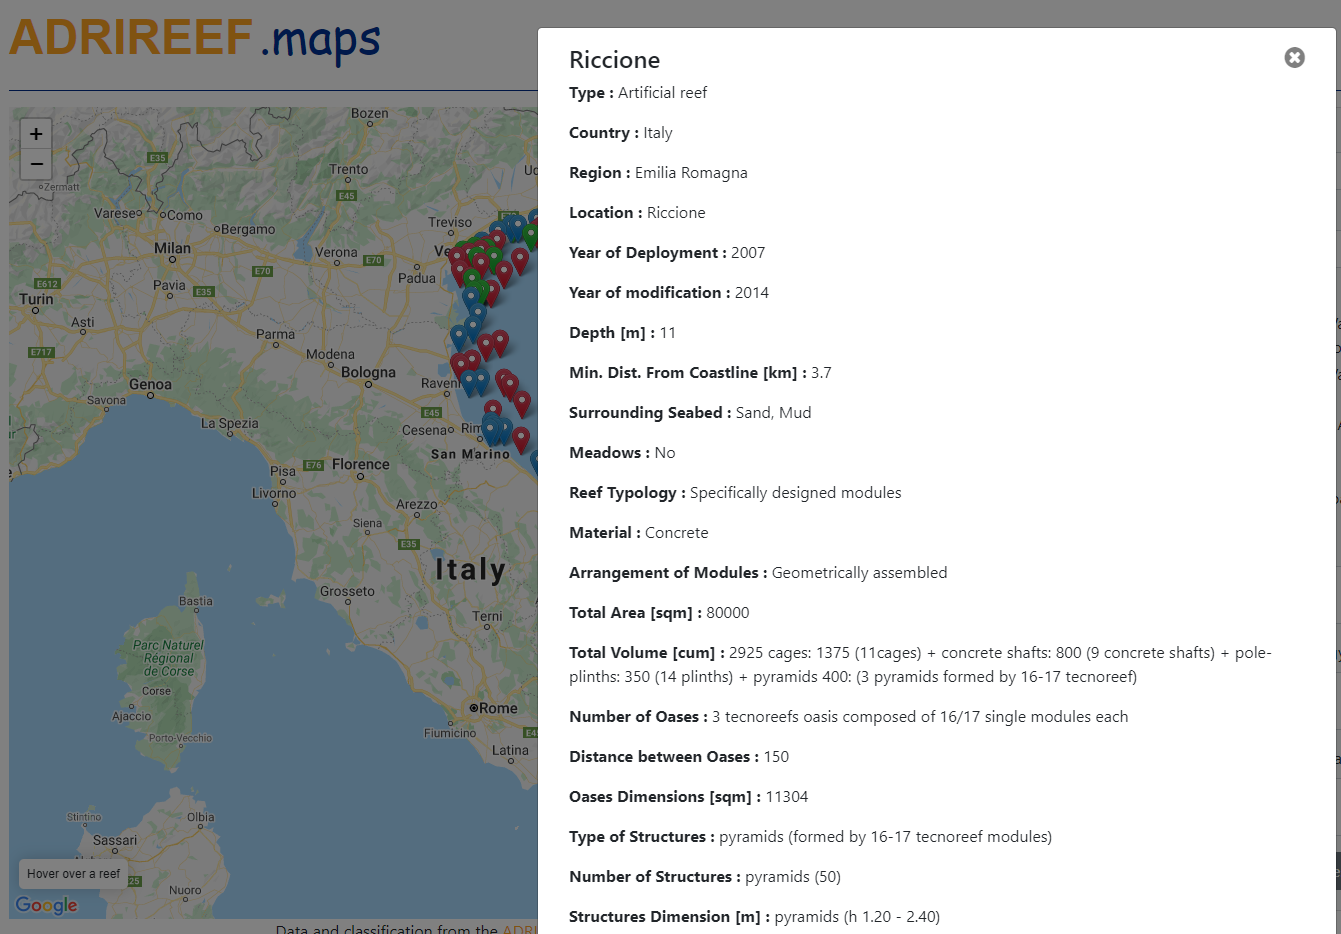 ADRIREEF .maps
Riccione
Type : Artificial reef
Country : Italy
Region : Emilia Romagna
Location : Riccione
Year of Deployment : 2007
Year of modification : 2014
Depth [m] : 11
Min. Dist. From Coastline [km] : 3.7
Surrounding Seabed : Sand, Mud
Meadows : No
Reef Typology : Specifically designed modules
Material : Concrete
Arrangement of Modules : Geometrically assembled
Total Area [sqm] : 80000
Total Volume [cum] : 2925 cages: 1375 (11cages) + concrete shafts: 800 (9 concrete shafts) + pole-
plinths: 350 (14 plinths) + pyramids 400: (3 pyramids formed by 16-17 tecnoreef)
Number of Oases : 3 tecnoreefs oasis composed of 16/17 single modules each
Distance between Oases : 150
Oases Dimensions [sqm] : 11304
Type of Structures : pyramids (formed by 16-17 tecnoreef modules)
Number of Structures : pyramids (50)
Structures Dimension [m] : pyramids (h 1.20 - 2.40)
+
−
Bozen
E35
Trento
Zermatt
E45
Varese
Como
Treviso
Bergamo
Milan
Verona
E70
E70
Padua
E612
Pavia
E35
Turin
Asti
Parma
E717
Modena
Bologna
Genoa
Savona
E45
La Spezia
Cesena
San Marino
E76
Florence
Pisa
Livorno
Arezzo
Siena
E35
Italy
Grosseto
Bastia
Terni
Parc Naturel
Régional
de Corse
Corse
Rome
Ajaccio
Fiumicino
Porto-Vecchio
Latina
Stintino
Olbia
Sassari
Hover over a reef
Nuoro
Google
Data and classification from the ADRI